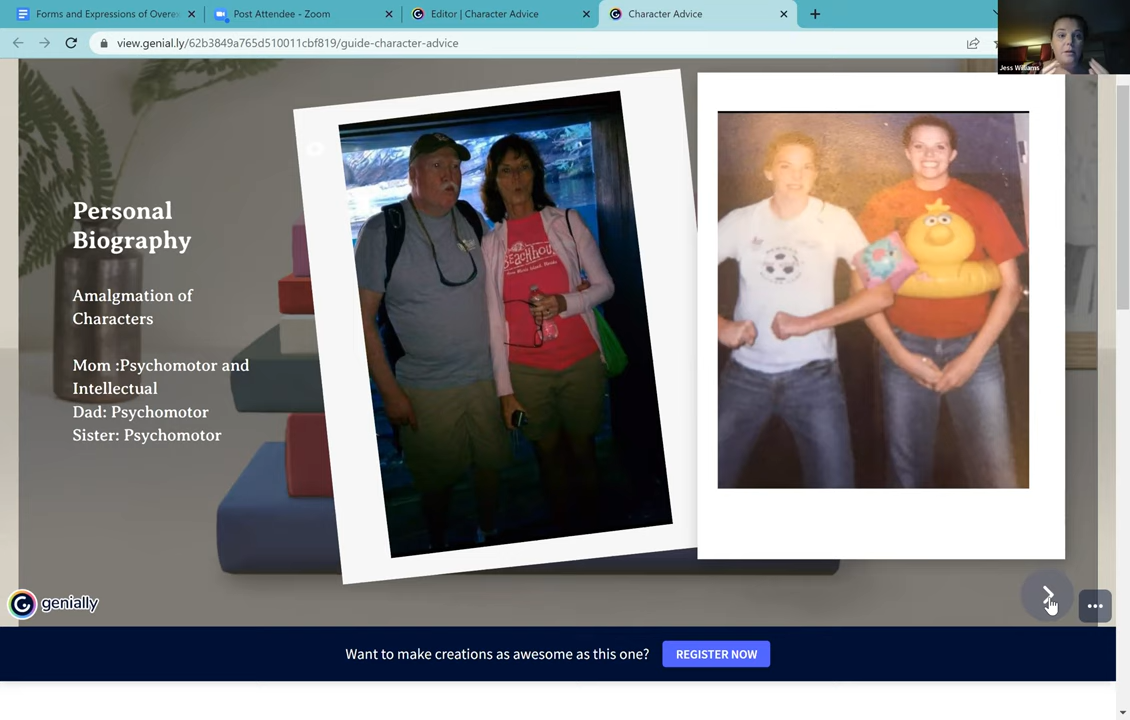 Forms and Expressions of Overex
Post Attendee - Zoom
Editor | Character Advice
Character Advice
view.genial.ly/62b3849a765d510011cbf819/guide-character-advice
Jess Williams
Personal
Biography
Amalgmation of
Characters
Mom :Psychomotor and
Intellectual
Dad: Psychomotor
Sister: Psychomotor
BEACHHOUSE
genially
Want to make creations as awesome as this one?
REGISTER NOW